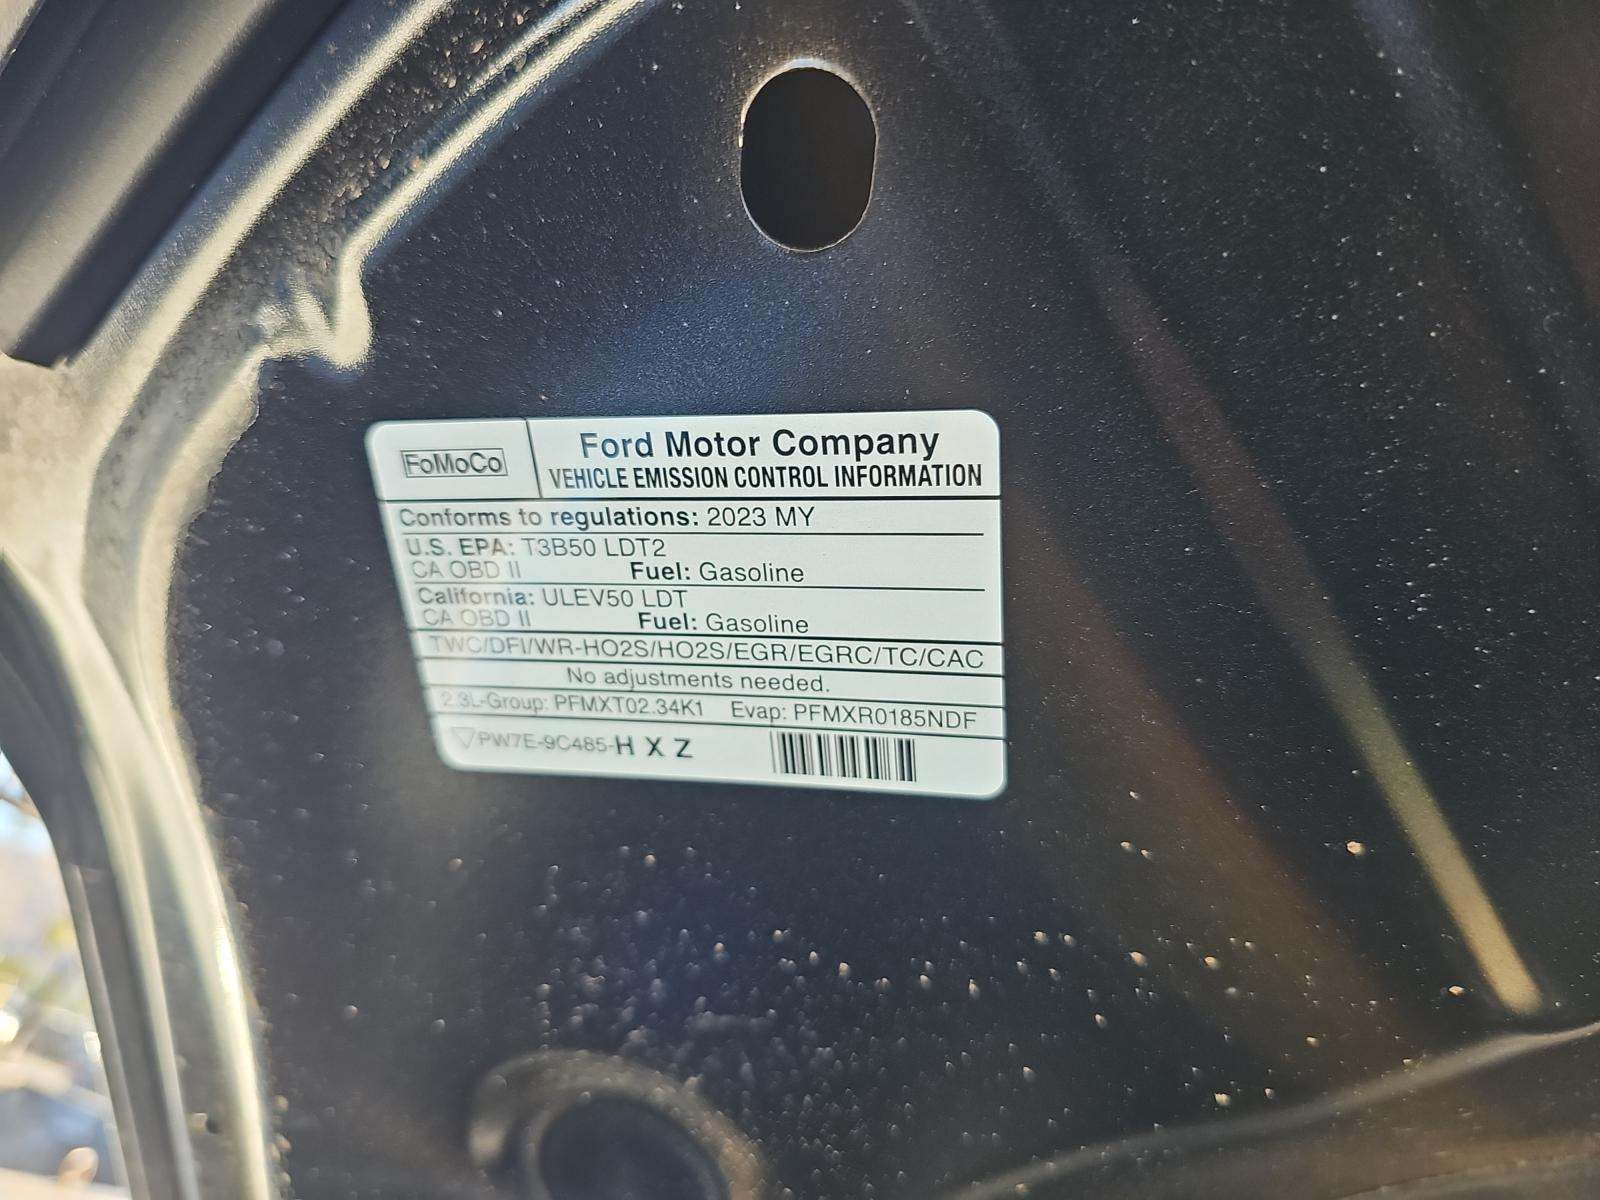 FoMoCo
Ford Motor Company
VEHICLE EMISSION CONTROL INFORMATION
Conforms to regulations: 2023 MY
U.S. EPA: T3B50 LDT2
CA OBD II Fuel: Gasoline
California: ULEV50 LDT
CA OBD II Fuel: Gasoline
TWC/DFI/WR-HO2S/HO2S/EGR/EGRC/TC/CAC
No adjustments needed.
2.3L-Group: PFMXT02.34K1 Evap: PFMXR0185NDF
PW7E-9C485-H X Z